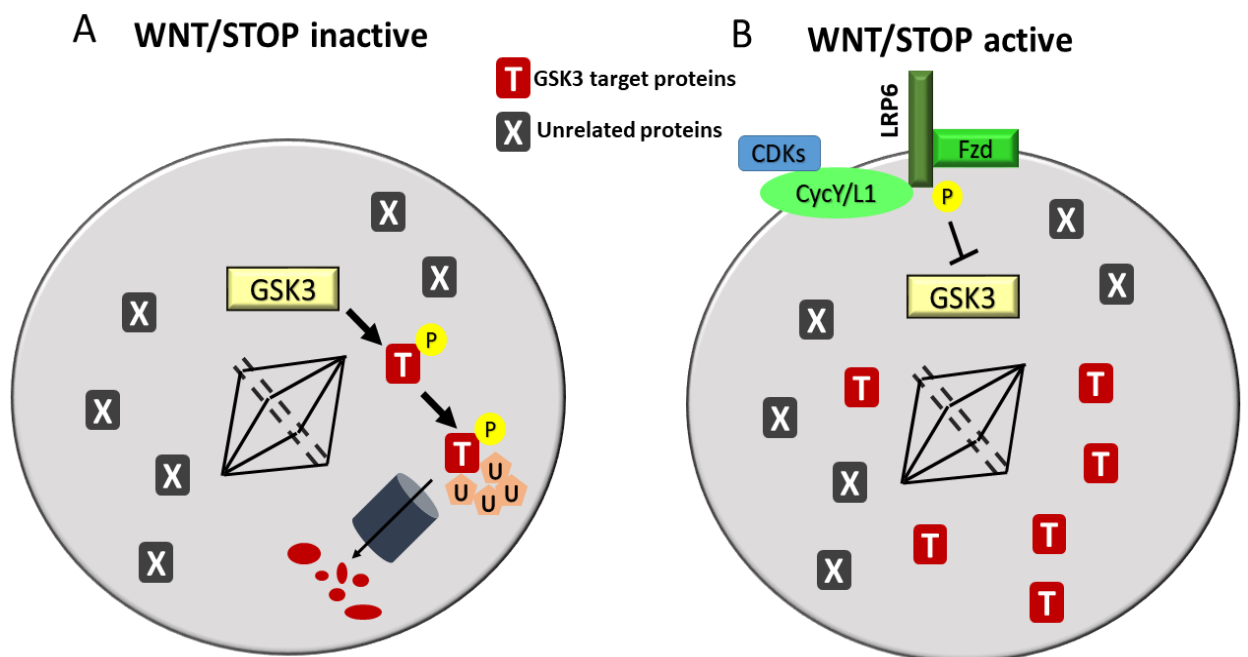 A
WNT/STOP inactive
B
WNT/STOP active
T GSK3 target proteins
X Unrelated proteins
LRP6
Fzd
CDKs
CycY/L1
P
X
X
X
X
X
X
GSK3
P
T
P
T
U
U
U
U
X
X
GSK3
X
X
X
X
T
T
T
T
T
T